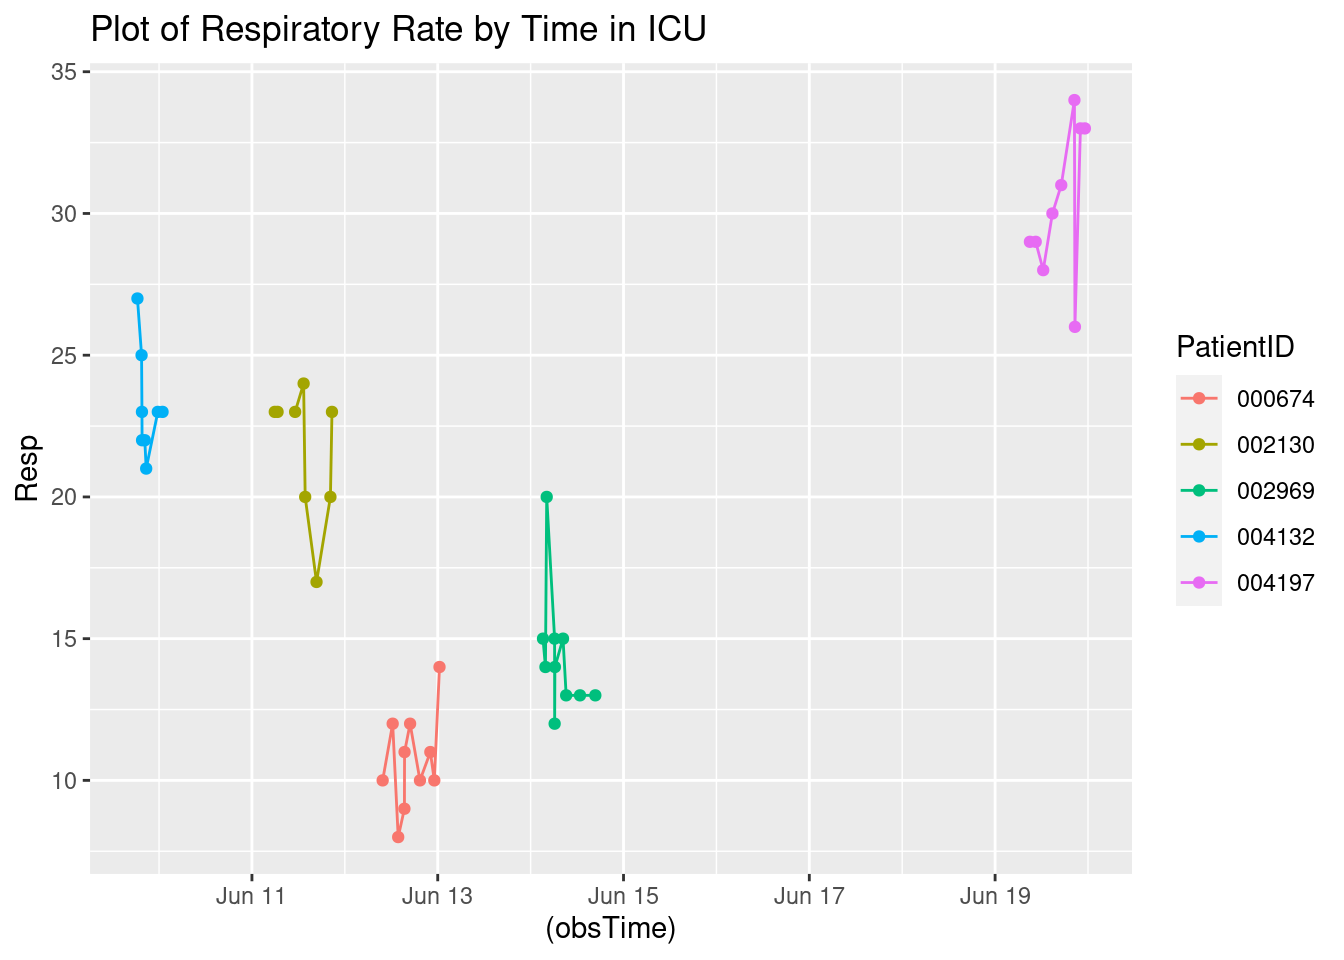 Plot of Respiratory Rate by Time in ICU
35
30
25
20
15
10
Resp
Jun 11
Jun 13
Jun 15
Jun 17
Jun 19
(obsTime)
PatientID
000674
002130
002969
004132
004197